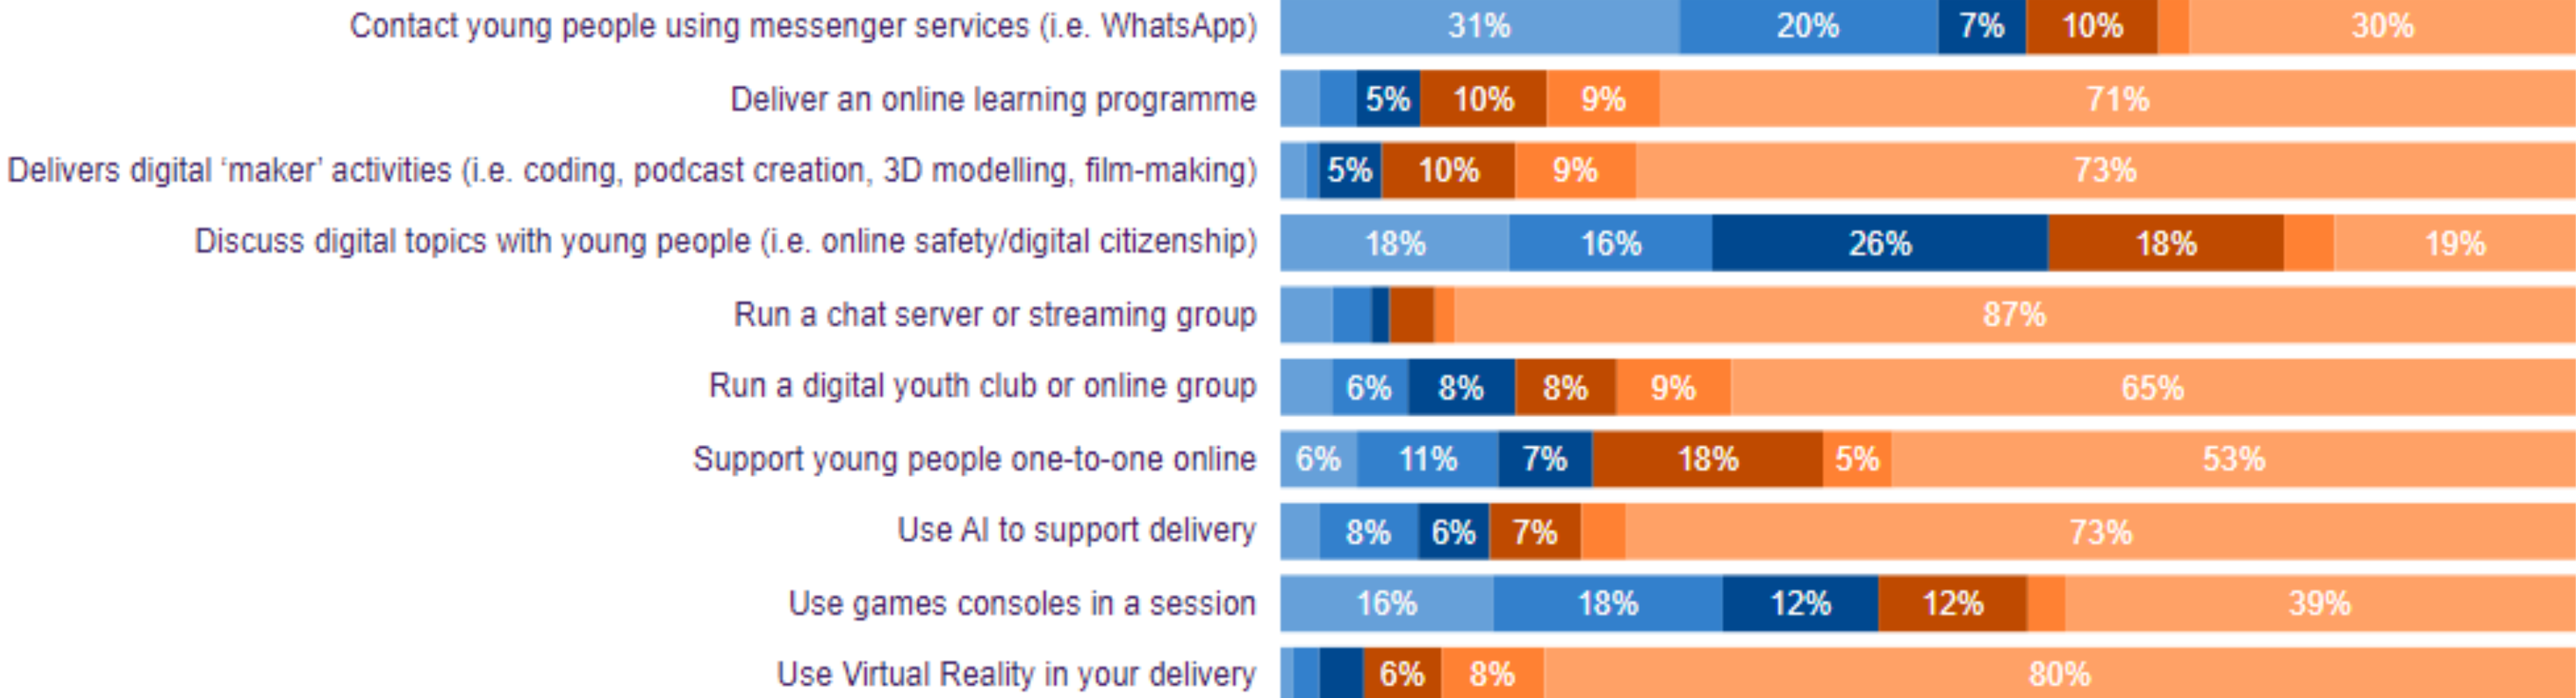 Contact young people using messenger services (i.e. WhatsApp) 31% 20% 7% 10% 30%
Deliver an online learning programme 5% 10% 9% 71%
Delivers digital ‘maker’ activities (i.e. coding, podcast creation, 3D modelling, film-making) 5% 10% 9% 73%
Discuss digital topics with young people (i.e. online safety/digital citizenship) 18% 16% 26% 18% 19%
Run a chat server or streaming group 87%
Run a digital youth club or online group 6% 8% 8% 9% 65%
Support young people one-to-one online 6% 11% 7% 18% 5% 53%
Use AI to support delivery 8% 6% 7% 73%
Use games consoles in a session 16% 18% 12% 12% 39%
Use Virtual Reality in your delivery 6% 8% 80%